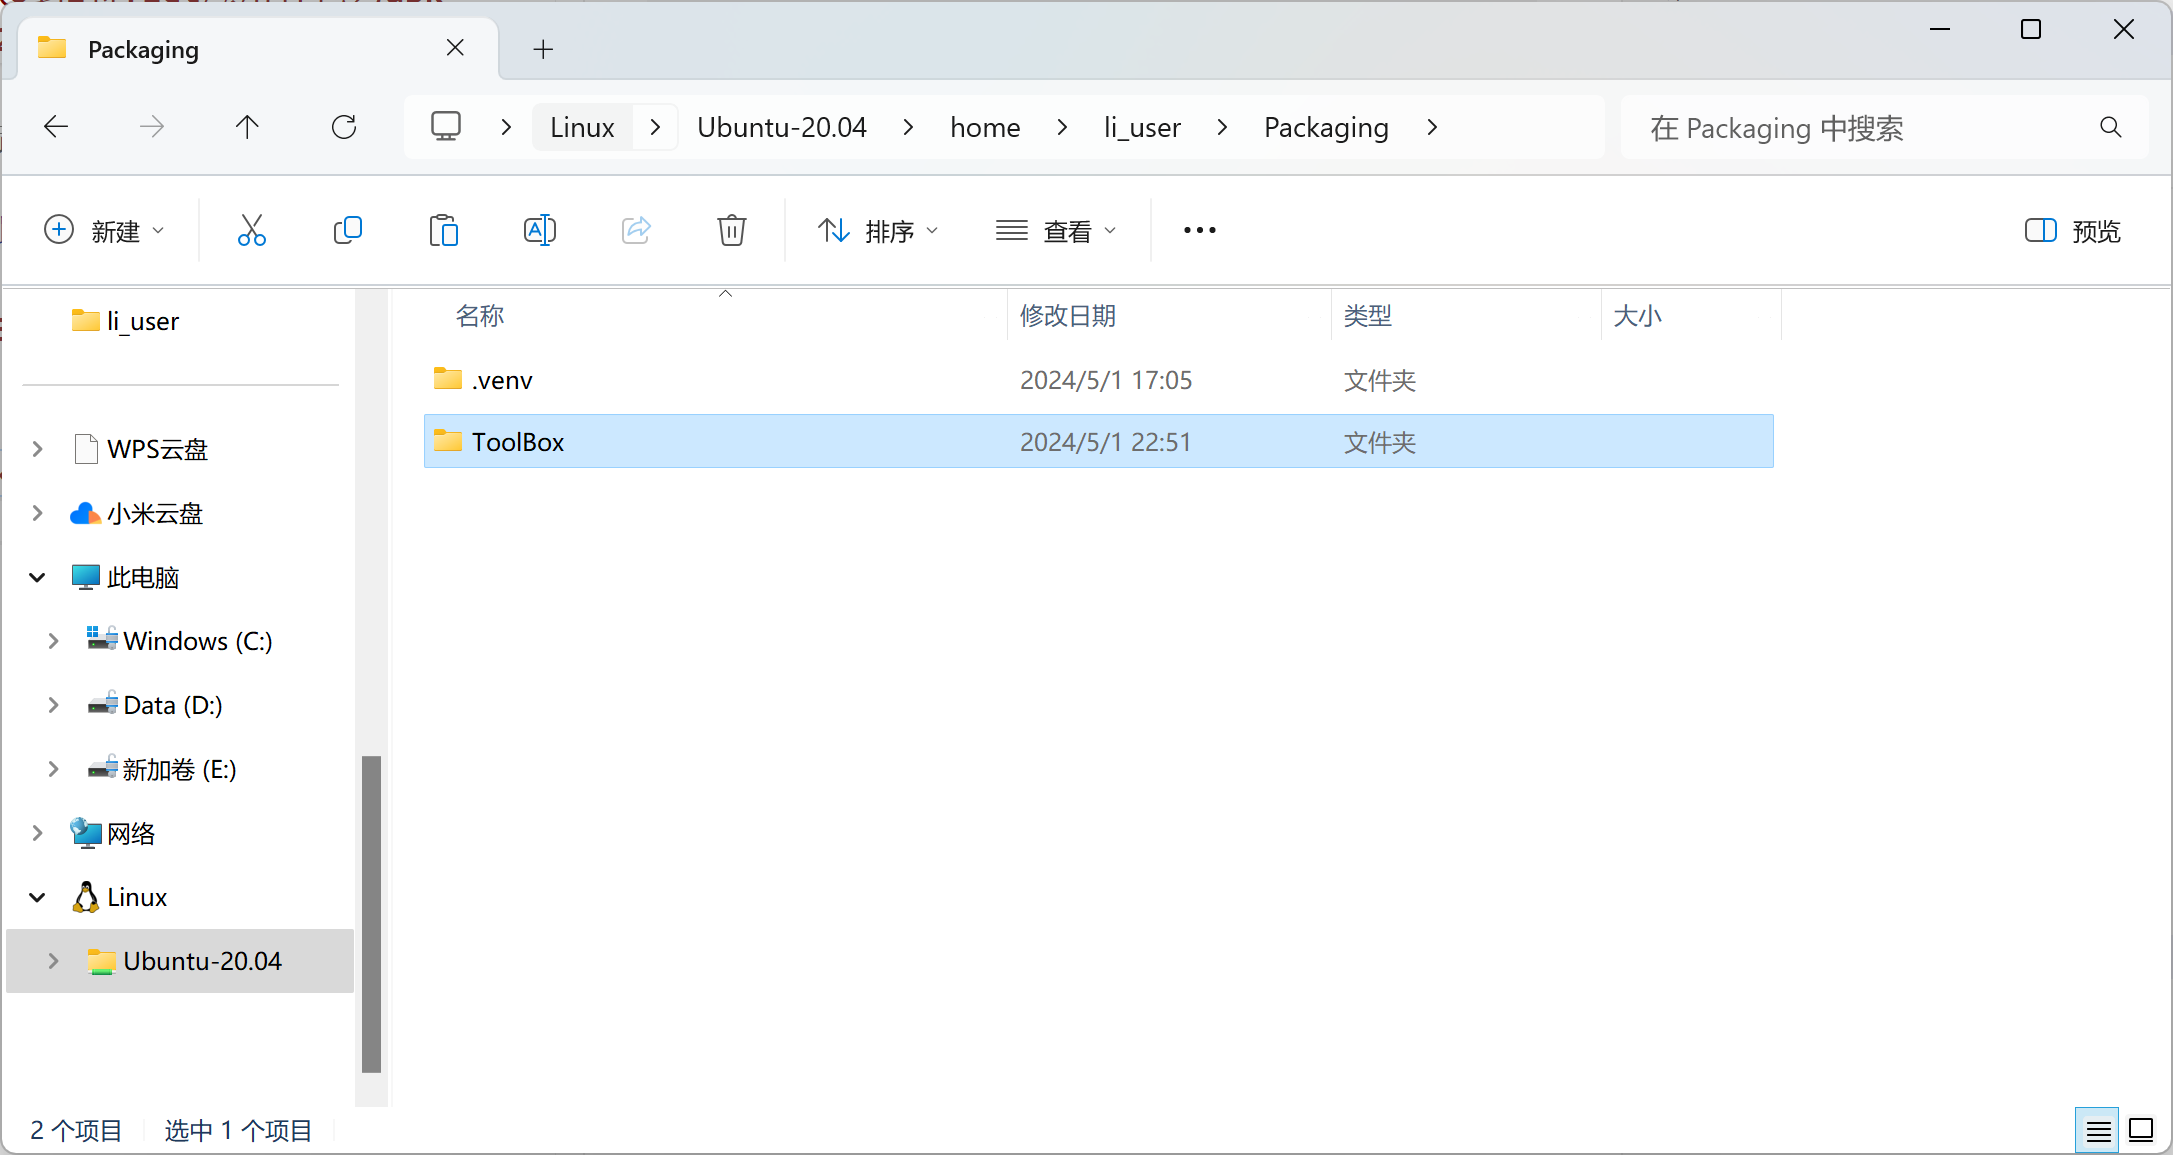 Packaging
Linux Ubuntu-20.04 home li_user Packaging
在 Packaging 中搜索
新建 排序 查看 预览
li_user
WPS云盘
小米云盘
此电脑
Windows (C:)
Data (D:)
新加卷 (E:)
网络
Linux
Ubuntu-20.04
名称 修改日期 类型 大小
.venv 2024/5/1 17:05 文件夹
ToolBox 2024/5/1 22:51 文件夹
2 个项目 选中 1 个项目